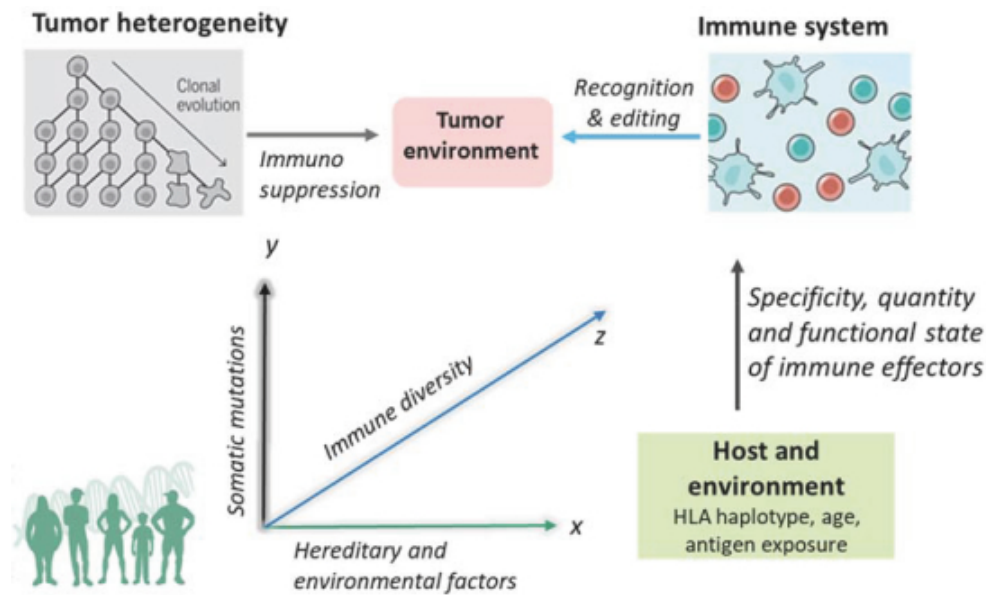 Tumor heterogeneity
Clonal
evolution
Immuno
suppression
Tumor
environment
Immune system
Recognition
& editing
y
Somatic mutations
Immune diversity
z
x
Hereditary and
environmental factors
Specificity, quantity
and functional state
of immune effectors
Host and
environment
HLA haplotype, age,
antigen exposure